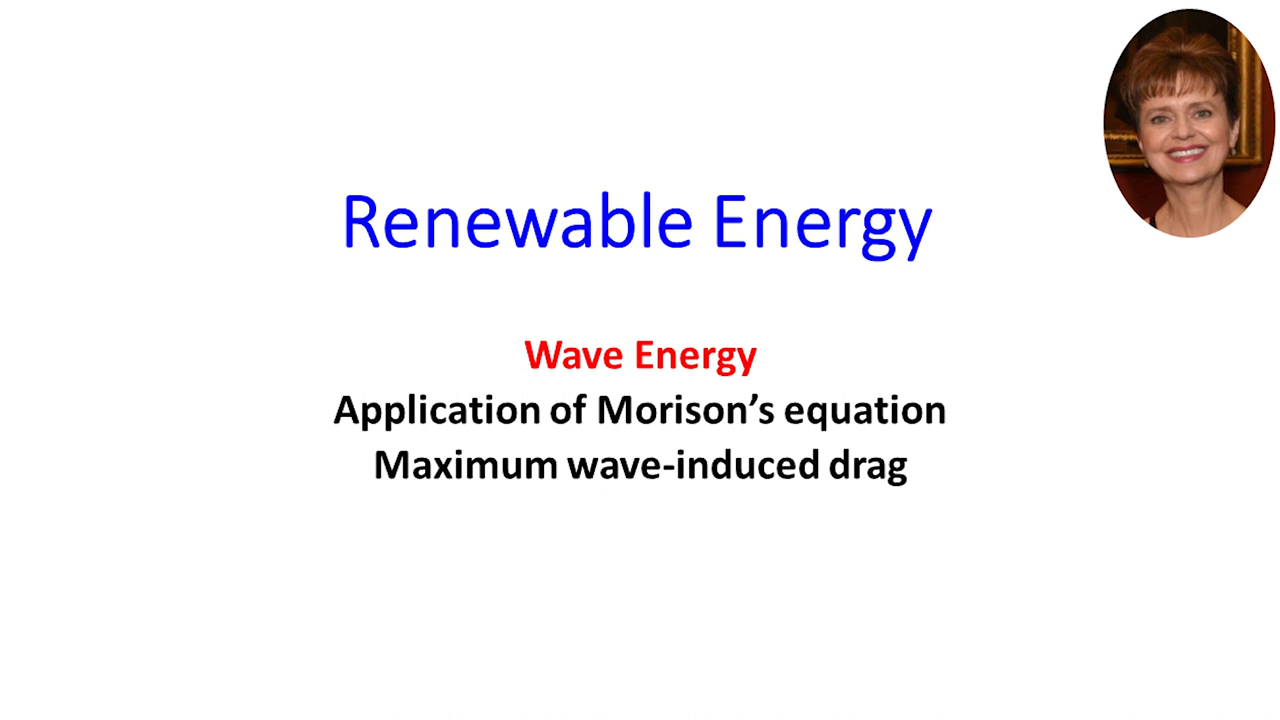 Renewable Energy
Wave Energy
Application of Morison’s equation
Maximum wave-induced drag